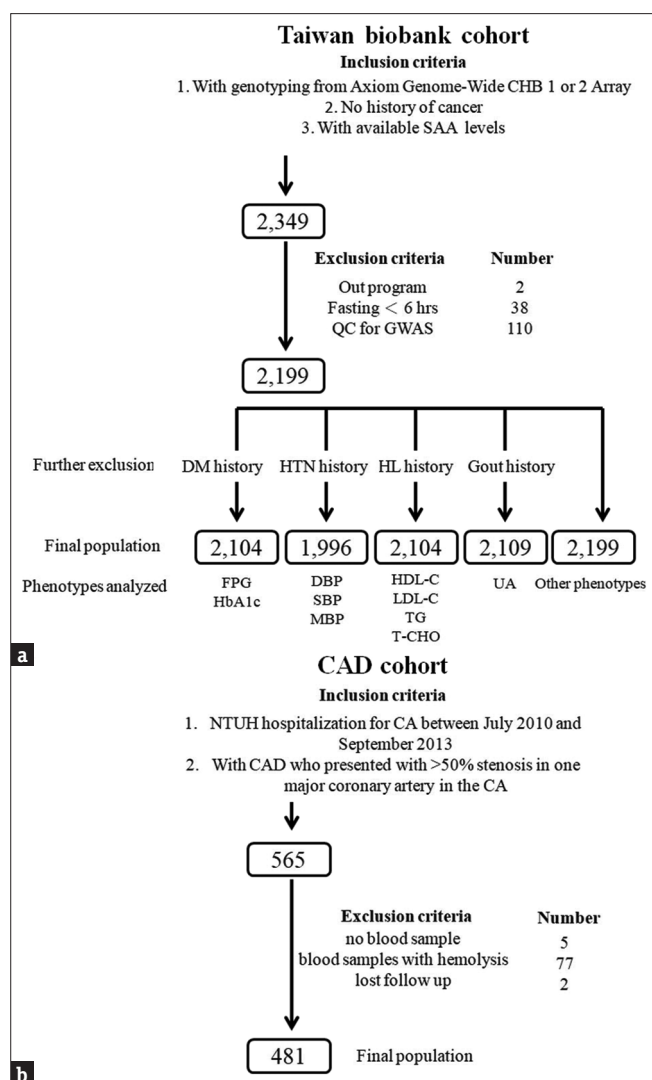 Taiwan biobank cohort
Inclusion criteria
1. With genotyping from Axiom Genome-Wide CHB 1 or 2 Array
2. No history of cancer
3. With available SAA levels
2,349
Exclusion criteria Number
Out program 2
Fasting < 6 hrs 38
QC for GWAS 110
2,199
Further exclusion DM history HTN history HL history Gout history
Final population 2,104 1,996 2,104 2,109 2,199
Phenotypes analyzed FPG DBP HDL-C UA Other phenotypes
HbA1c SBP LDL-C
MBP TG
T-CHO
a
CAD cohort
Inclusion criteria
1. NTUH hospitalization for CA between July 2010 and
September 2013
2. With CAD who presented with >50% stenosis in one
major coronary artery in the CA
565
Exclusion criteria Number
no blood sample 5
blood samples with hemolysis 77
lost follow up 2
481 Final population
b